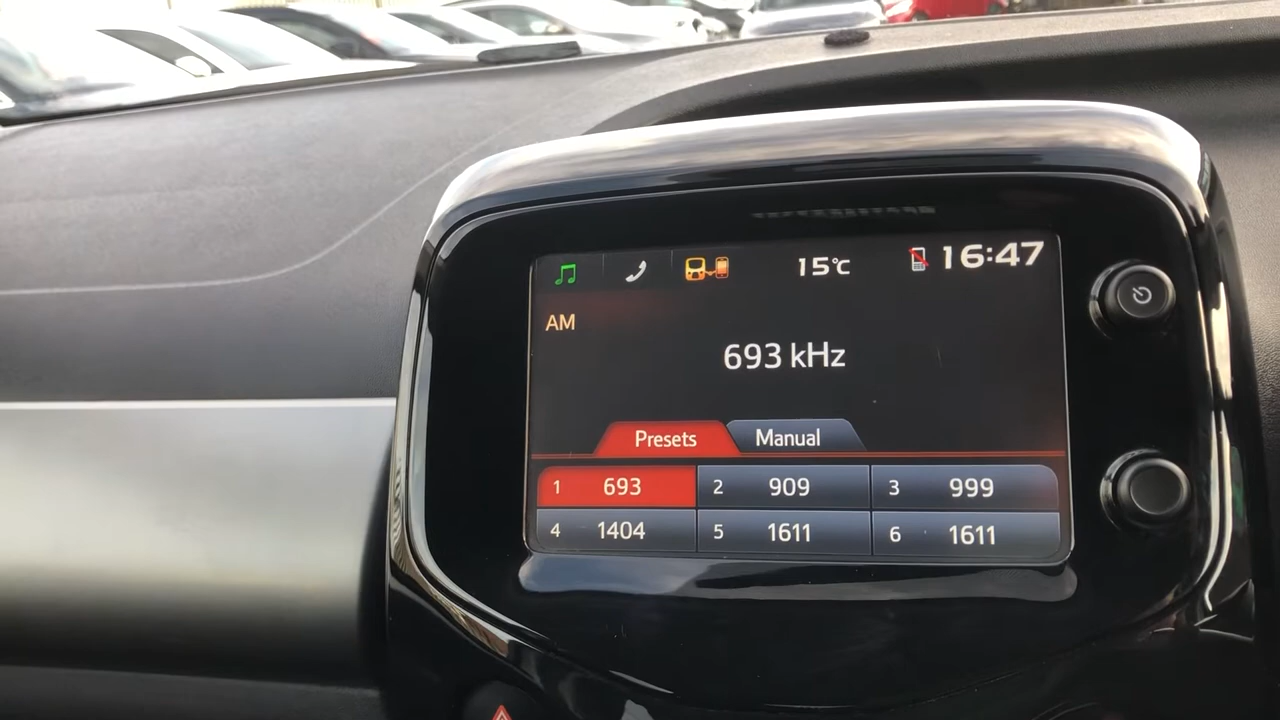 15°C 16:47
AM
693 kHz
Presets Manual
1 693 2 909 3 999
4 1404 5 1611 6 1611